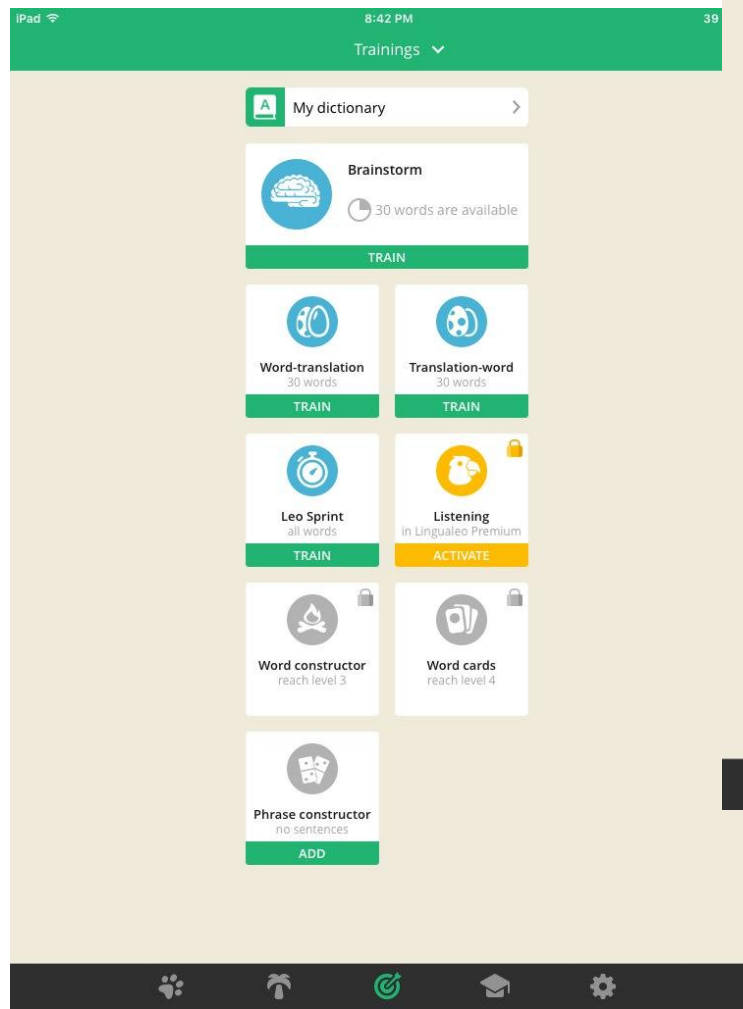 iPad 8:42 PM 39
Trainings
A My dictionary
Brainstorm
30 words are available
TRAIN
Word-translation
30 words
TRAIN
Translation-word
30 words
TRAIN
Leo Sprint
all words
TRAIN
Listening
in Lingualeo Premium
ACTIVATE
Word constructor
reach level 3
Word cards
reach level 4
Phrase constructor
no sentences
ADD